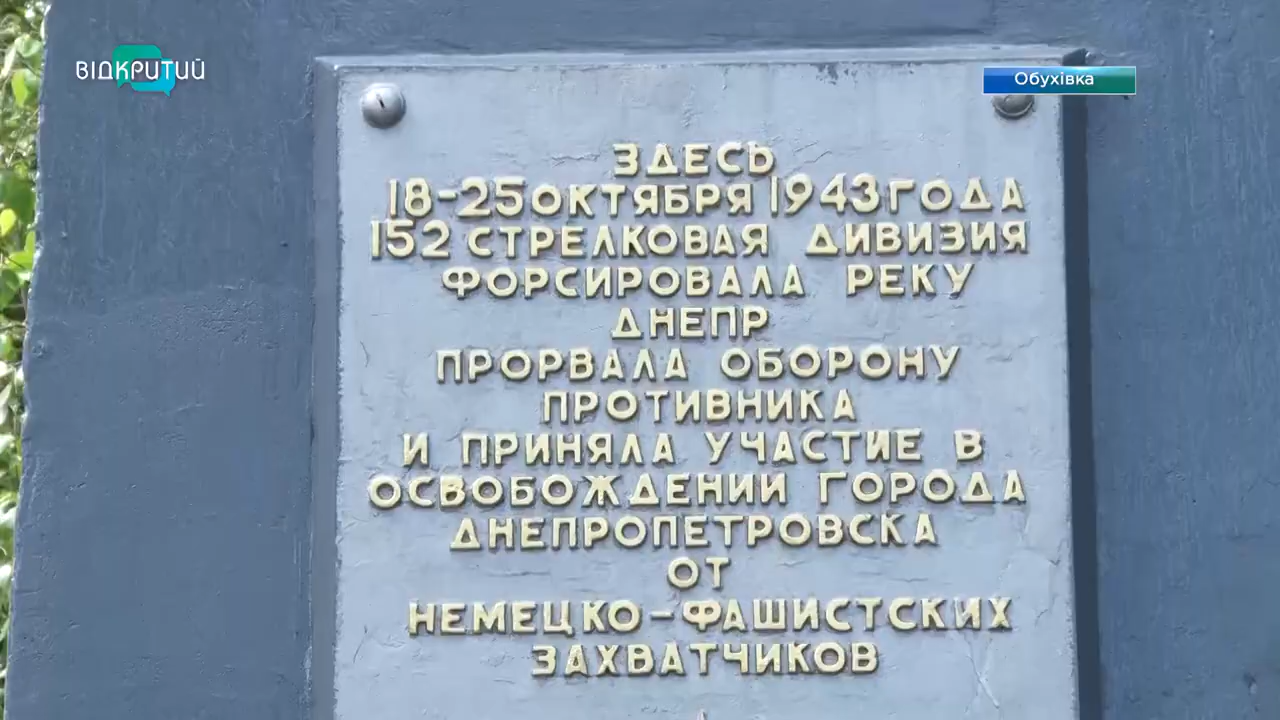 ВІДКРИТИЙ
Обухівка
ЗДЕСЬ
18-25 ОКТЯБРЯ 1943 ГОДА
152 СТРЕЛКОВАЯ ДИВИЗИЯ
ФОРСИРОВАЛА РЕКУ
ДНЕПР
ПРОРВАЛА ОБОРОНУ
ПРОТИВНИКА
И ПРИНЯЛА УЧАСТИЕ В
ОСВОБОЖДЕНИИ ГОРОДА
ДНЕПРОПЕТРОВСКА
ОТ
НЕМЕЦКО-ФАШИСТСКИХ
ЗАХВАТЧИКОВ